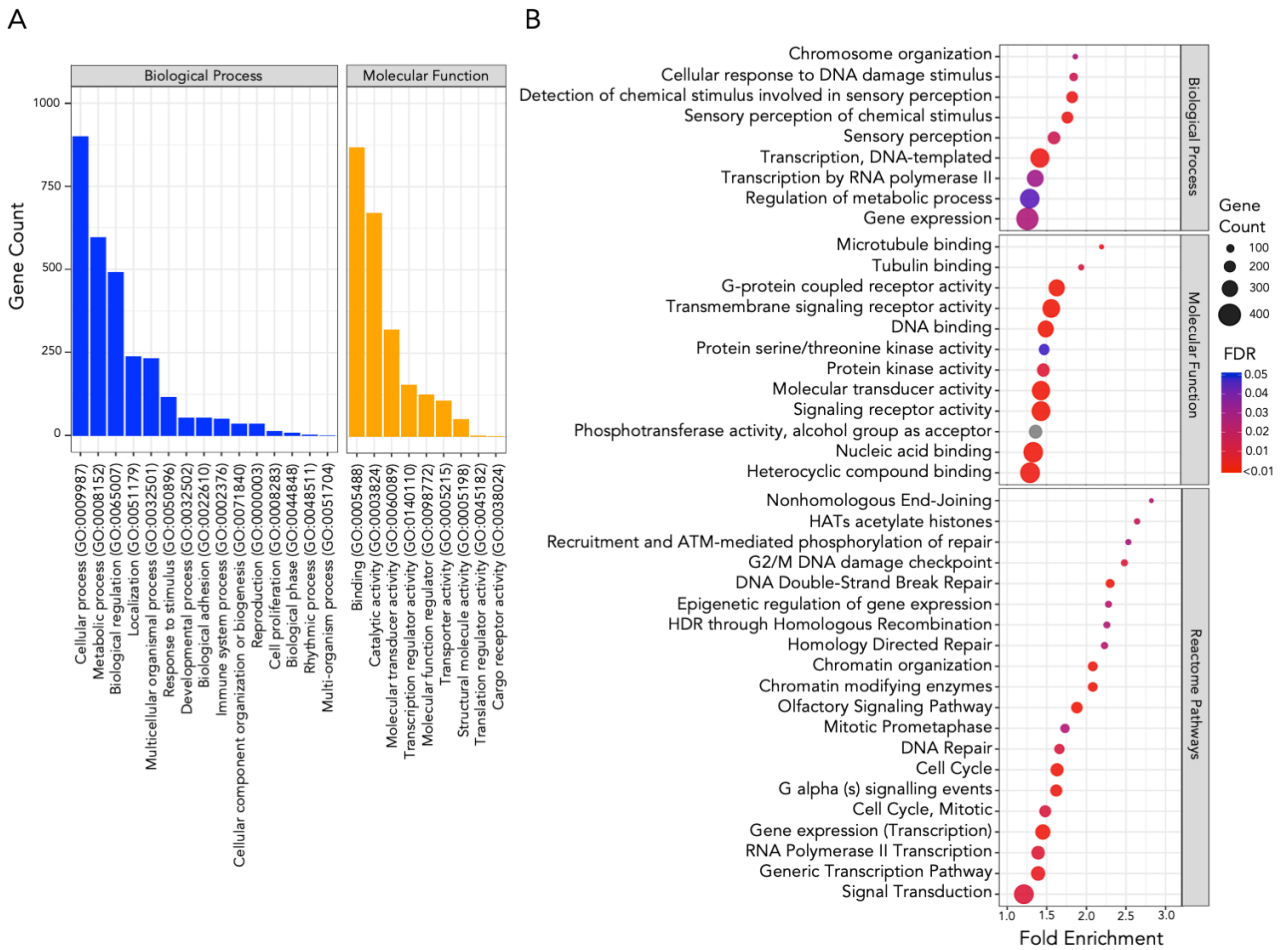 A
B
Biological Process
Molecular Function
Gene Count
1000
750
500
250
0
Cellular process (GO:0009987)
Metabolic process (GO:0008152)
Biological regulation (GO:0065007)
Localization (GO:0051179)
Multicellular organismal process (GO:0032501)
Response to stimulus (GO:0050896)
Developmental process (GO:0032502)
Biological adhesion (GO:0022610)
Immune system process (GO:0002376)
Cellular component organization or biogenesis (GO:0071840)
Reproduction (GO:0000003)
Cell proliferation (GO:0008283)
Biological phase (GO:0044848)
Rhythmic process (GO:0048511)
Multi-organism process (GO:0051704)
Binding (GO:0005488)
Catalytic activity (GO:0003824)
Molecular transducer activity (GO:0060089)
Transcription regulator activity (GO:0140110)
Molecular function regulator (GO:0098772)
Transporter activity (GO:0005215)
Structural molecule activity (GO:0005198)
Translation regulator activity (GO:0045182)
Cargo receptor activity (GO:0038024)
Chromosome organization
Cellular response to DNA damage stimulus
Detection of chemical stimulus involved in sensory perception
Sensory perception of chemical stimulus
Sensory perception
Transcription, DNA-templated
Transcription by RNA polymerase II
Regulation of metabolic process
Gene expression
Biological Process
Microtubule binding
Tubulin binding
G-protein coupled receptor activity
Transmembrane signaling receptor activity
DNA binding
Protein serine/threonine kinase activity
Protein kinase activity
Molecular transducer activity
Signaling receptor activity
Phosphotransferase activity, alcohol group as acceptor
Nucleic acid binding
Heterocyclic compound binding
Molecular Function
Nonhomologous End-Joining
HATs acetylate histones
Recruitment and ATM-mediated phosphorylation of repair
G2/M DNA damage checkpoint
DNA Double-Strand Break Repair
Epigenetic regulation of gene expression
HDR through Homologous Recombination
Homology Directed Repair
Chromatin organization
Chromatin modifying enzymes
Olfactory Signaling Pathway
Mitotic Prometaphase
DNA Repair
Cell Cycle
G alpha (s) signalling events
Cell Cycle, Mitotic
Gene expression (Transcription)
RNA Polymerase II Transcription
Generic Transcription Pathway
Signal Transduction
Reactome Pathways
1.0 1.5 2.0 2.5 3.0
Fold Enrichment
Gene
Count
100
200
300
400
FDR
0.05
0.04
0.03
0.02
0.01
<0.01